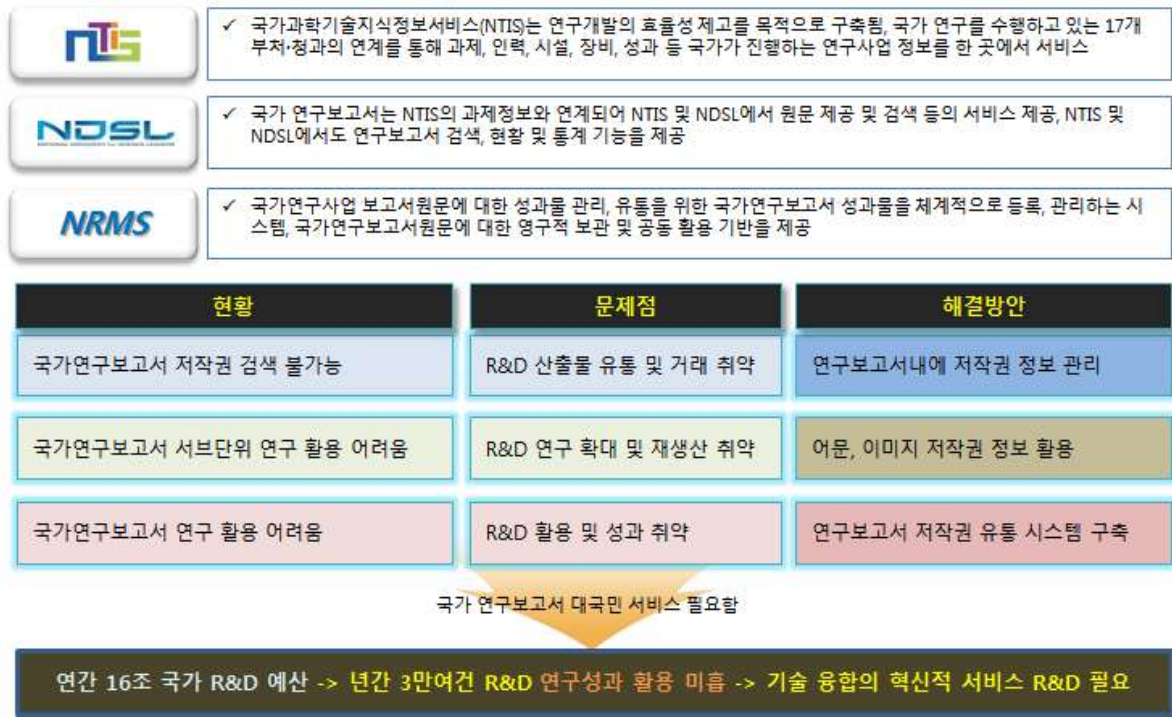 NTIS
✓ 국가과학기술지식정보서비스(NTIS)는 연구개발의 효율성 제고를 목적으로 구축됨, 국가 연구를 수행하고 있는 17개
부처·청과의 연계를 통해 과제, 인력, 시설, 장비, 성과 등 국가가 진행하는 연구사업 정보를 한 곳에서 서비스
NDSL
✓ 국가 연구보고서는 NTIS의 과제정보와 연계되어 NTIS 및 NDSL에서 원문 제공 및 검색 등의 서비스 제공, NTIS 및
NDSL에서도 연구보고서 검색, 현황 및 통계 기능을 제공
NRMS
✓ 국가연구사업 보고서원문에 대한 성과물 관리, 유통을 위한 국가연구보고서 성과물을 체계적으로 등록, 관리하는 시
스템, 국가연구보고서원문에 대한 영구적 보관 및 공동 활용 기반을 제공
현황 문제점 해결방안
국가연구보고서 저작권 검색 불가능 R&D 산출물 유통 및 거래 취약 연구보고서내에 저작권 정보 관리
국가연구보고서 서브단위 연구 활용 어려움 R&D 연구 확대 및 재생산 취약 어문, 이미지 저작권 정보 활용
국가연구보고서 연구 활용 어려움 R&D 활용 및 성과 취약 연구보고서 저작권 유통 시스템 구축
국가 연구보고서 대국민 서비스 필요함
연간 16조 국가 R&D 예산 -> 년간 3만여건 R&D 연구성과 활용 미흡 -> 기술 융합의 혁신적 서비스 R&D 필요